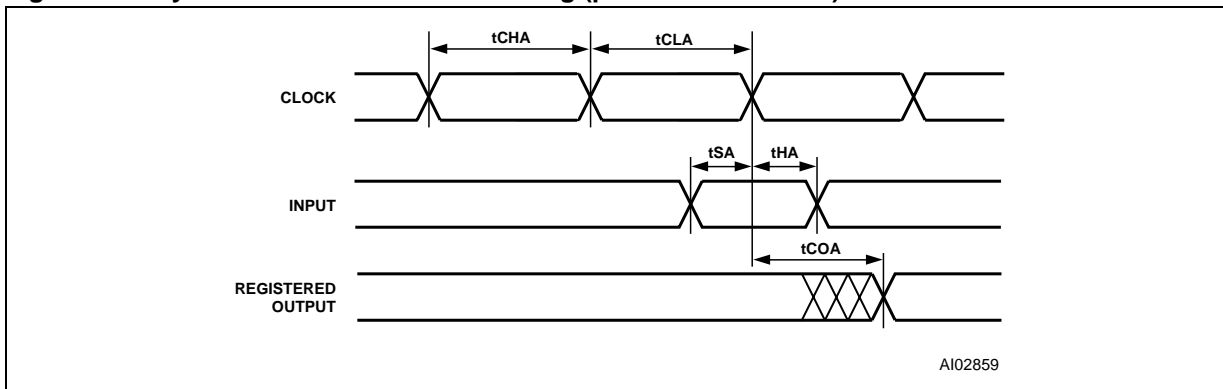 tCHA tCLA
CLOCK
tSA tHA
INPUT
tCOA
REGISTERED
OUTPUT
AI02859